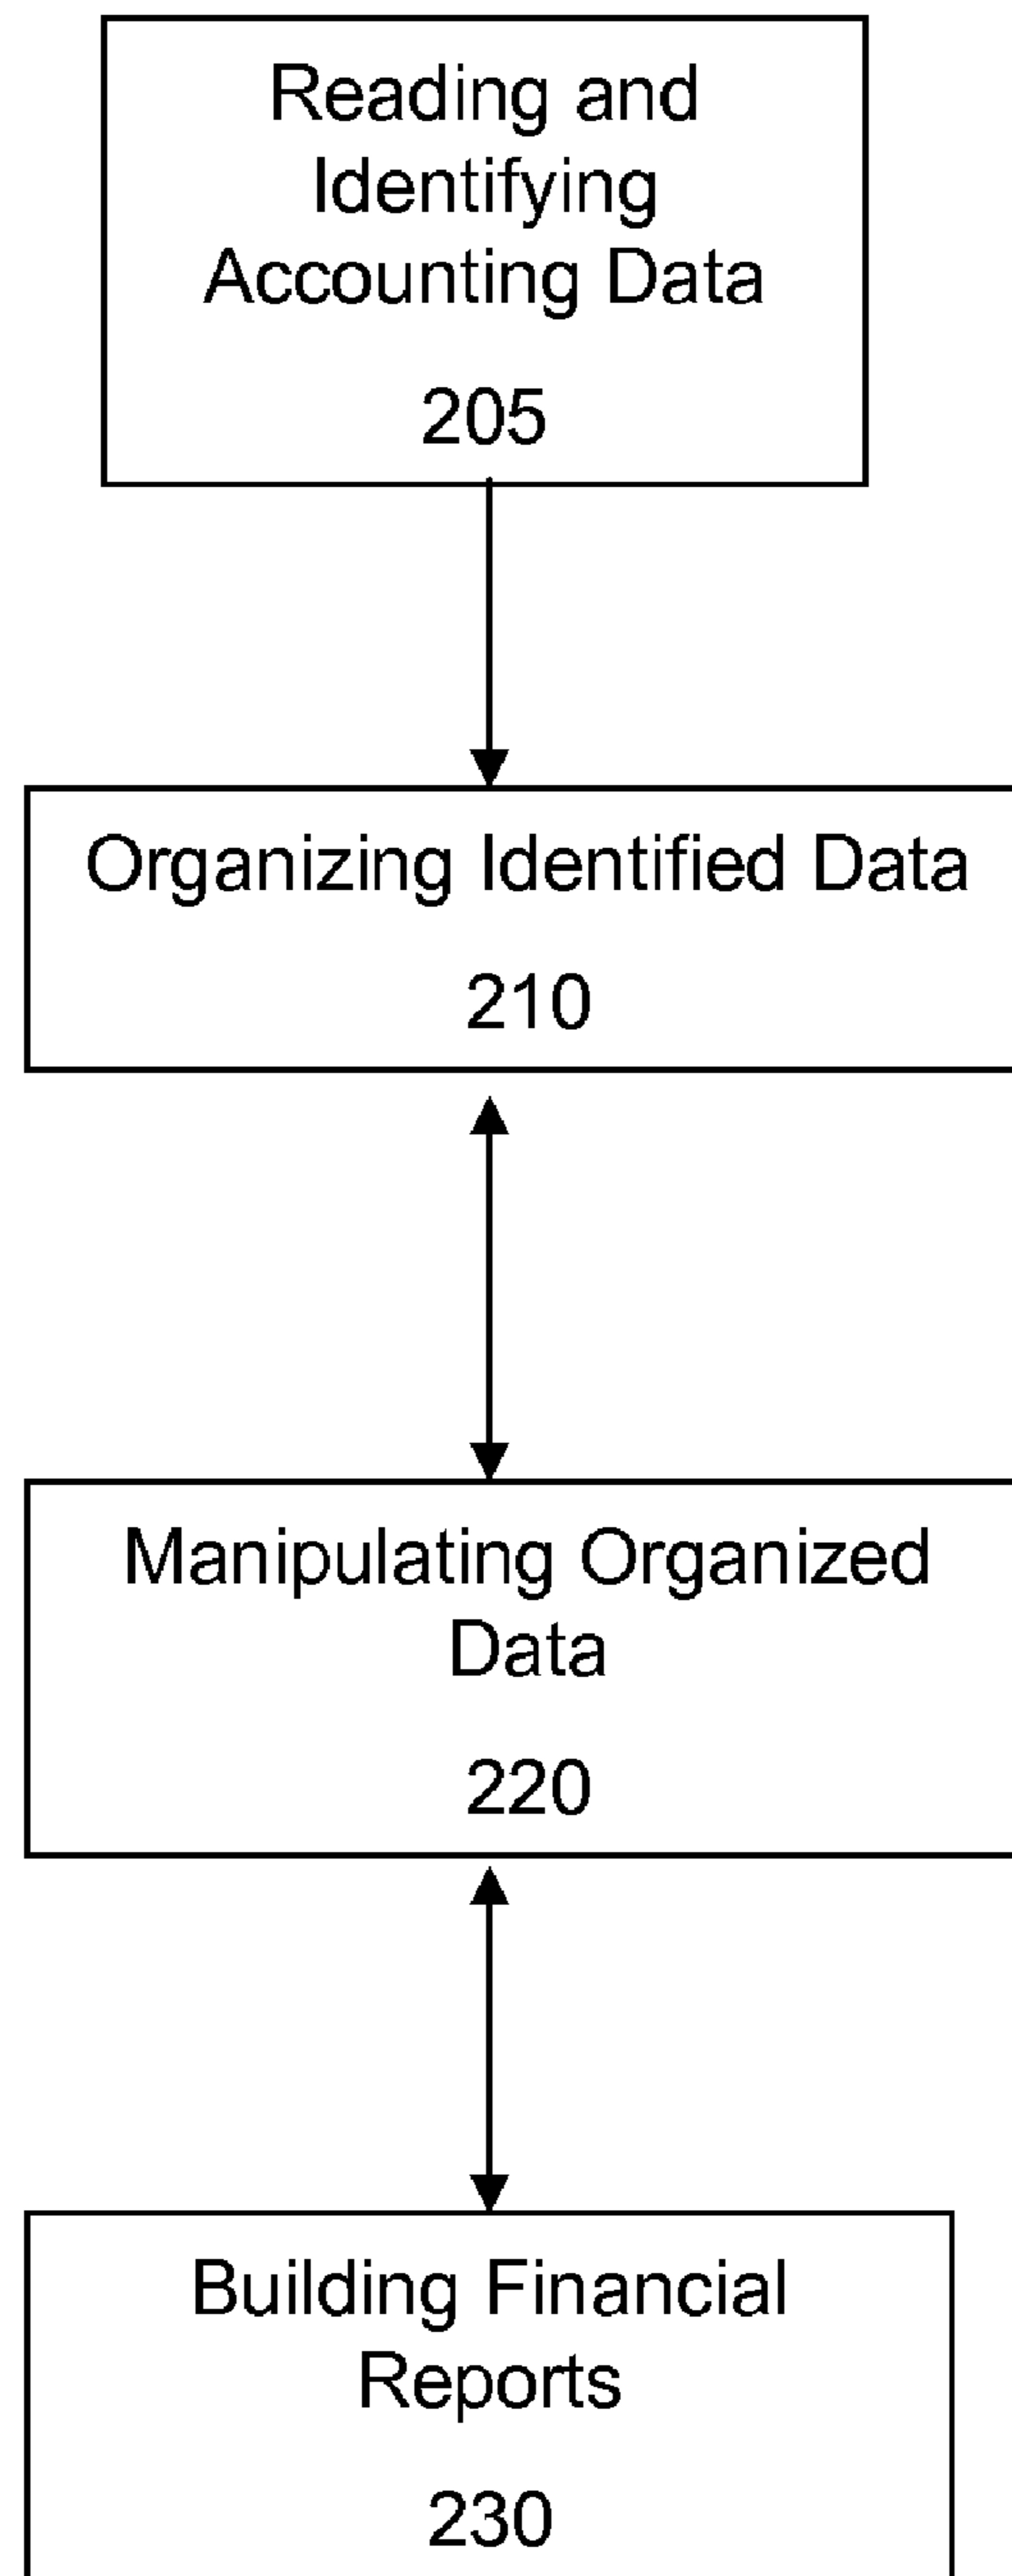 Reading and
Identifying
Accounting Data
205
Organizing Identified Data
210
Manipulating Organized
Data
220
Building Financial
Reports
230